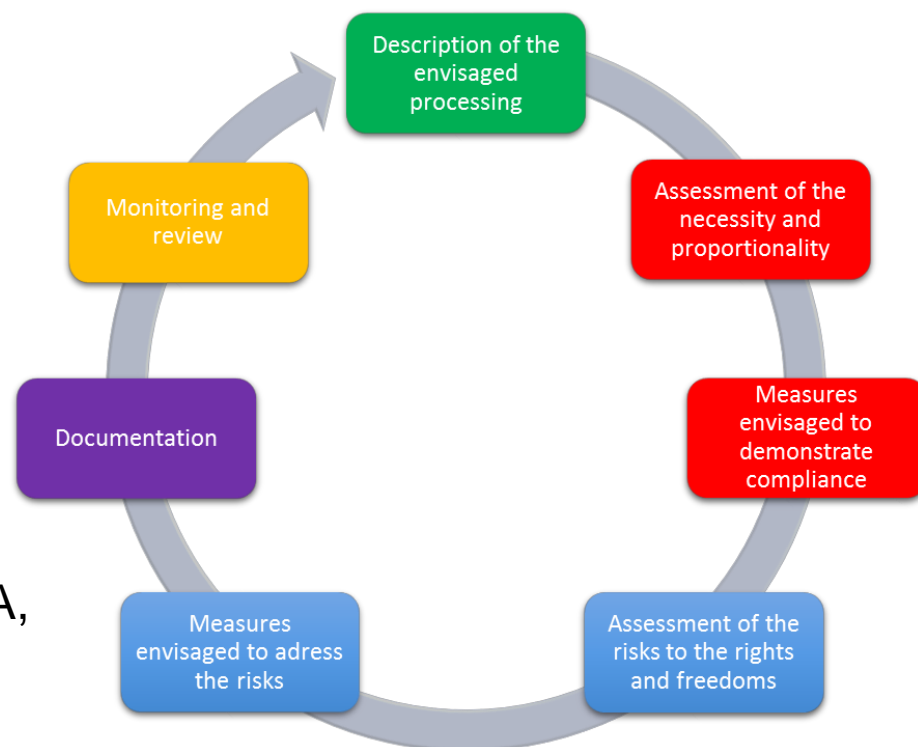 Description of the
envisaged
processing
Assessment of the
necessity and
proportionality
Measures
envisaged to
demonstrate
compliance
Assessment of the
risks to the rights
and freedoms
Measures
envisaged to adress
the risks
Documentation
Monitoring and
review
A,